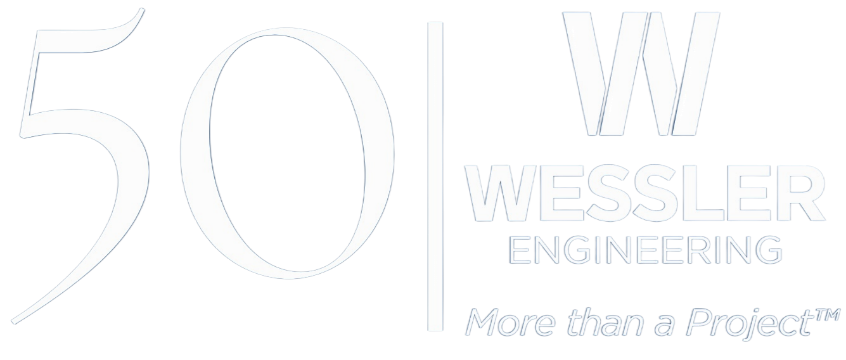 50
W
WESSLER
ENGINEERING
More than a Project™